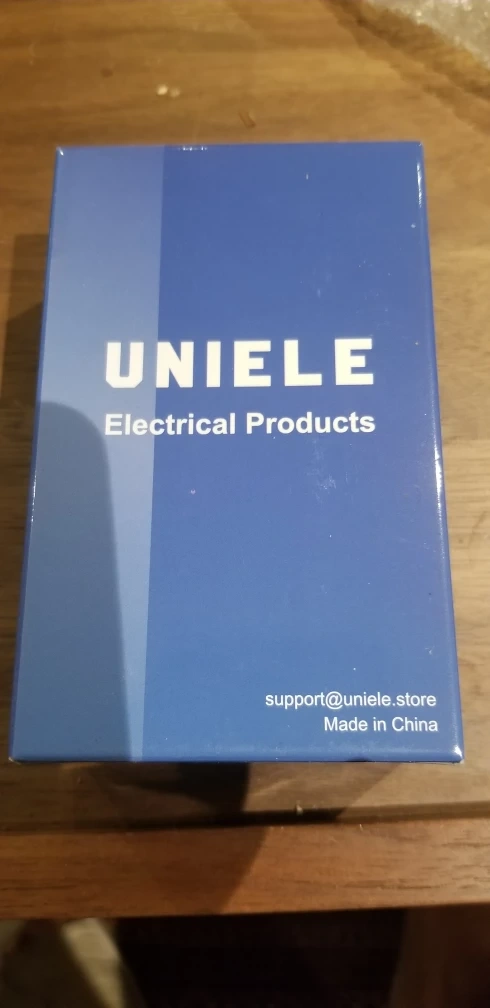 UNIELE
Electrical Products
support@uniele.store
Made in China